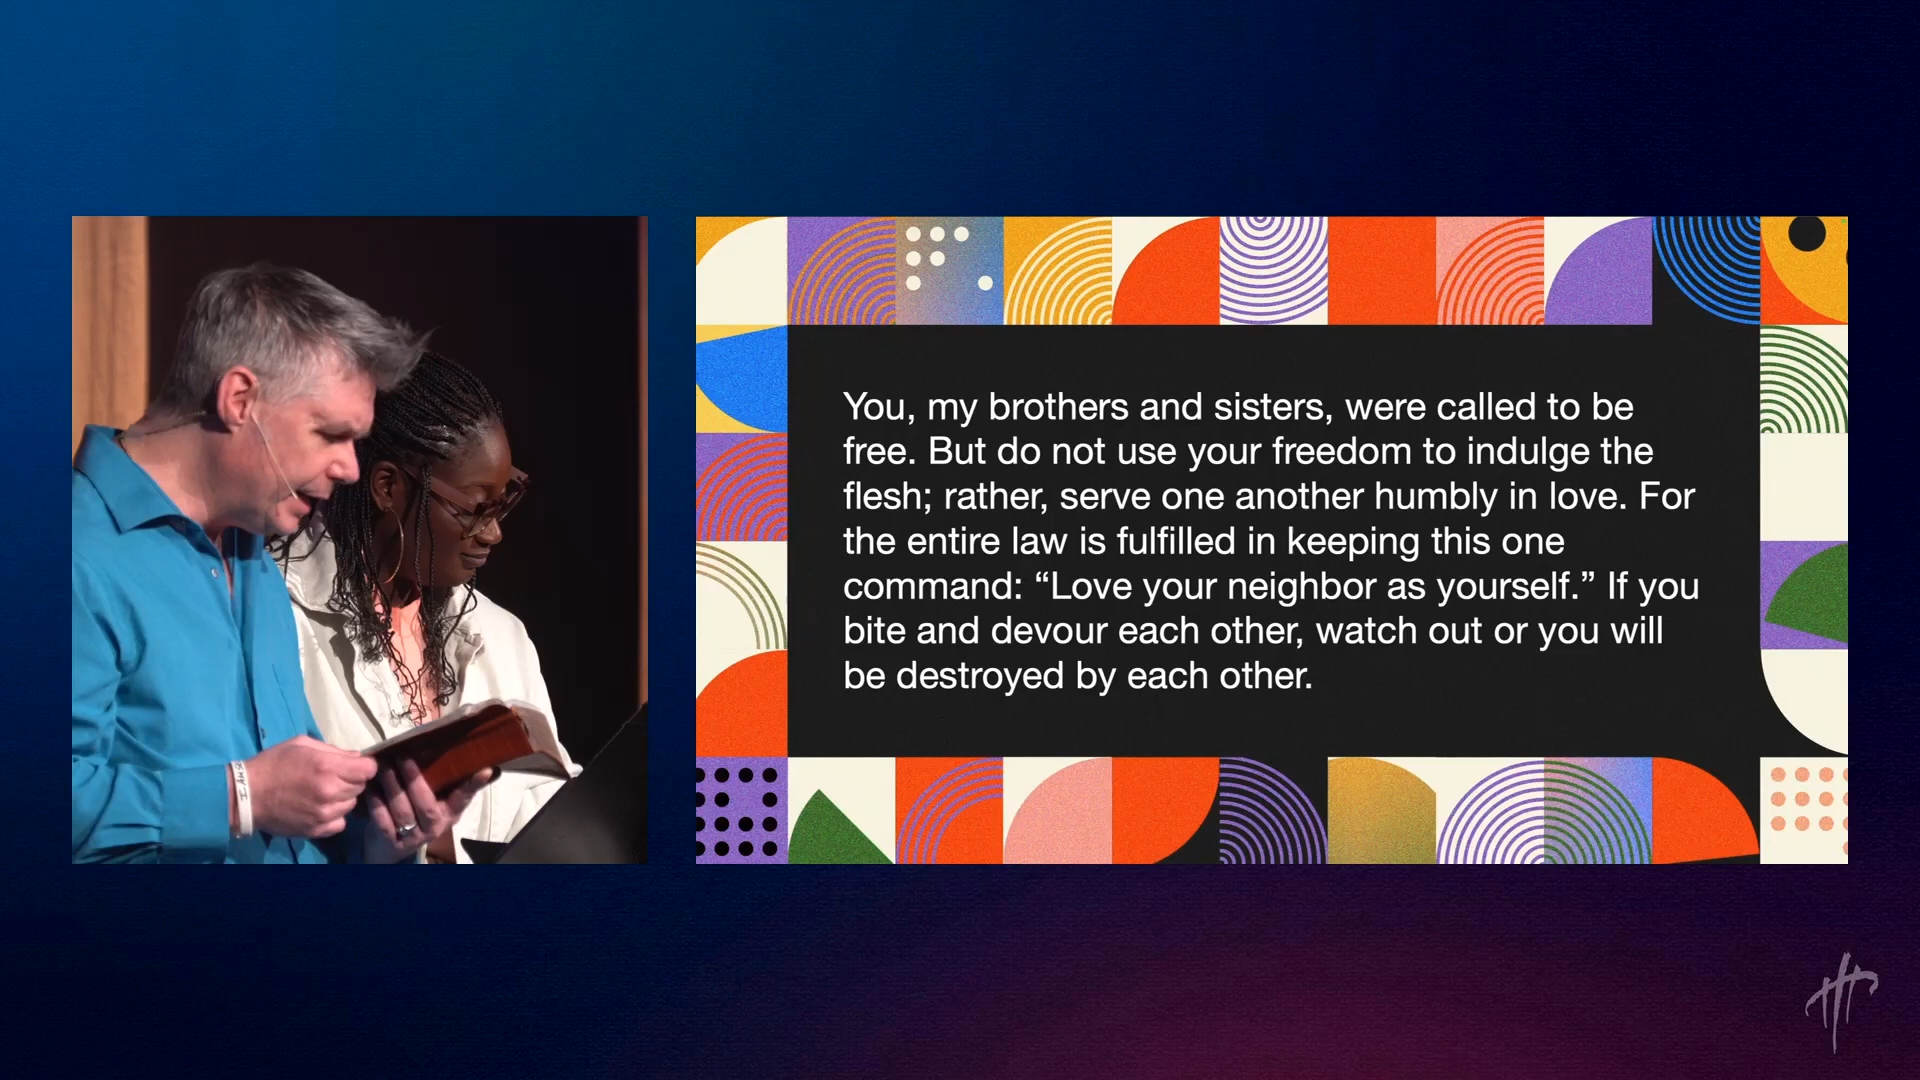 You, my brothers and sisters, were called to be
free. But do not use your freedom to indulge the
flesh; rather, serve one another humbly in love. For
the entire law is fulfilled in keeping this one
command: “Love your neighbor as yourself.” If you
bite and devour each other, watch out or you will
be destroyed by each other.